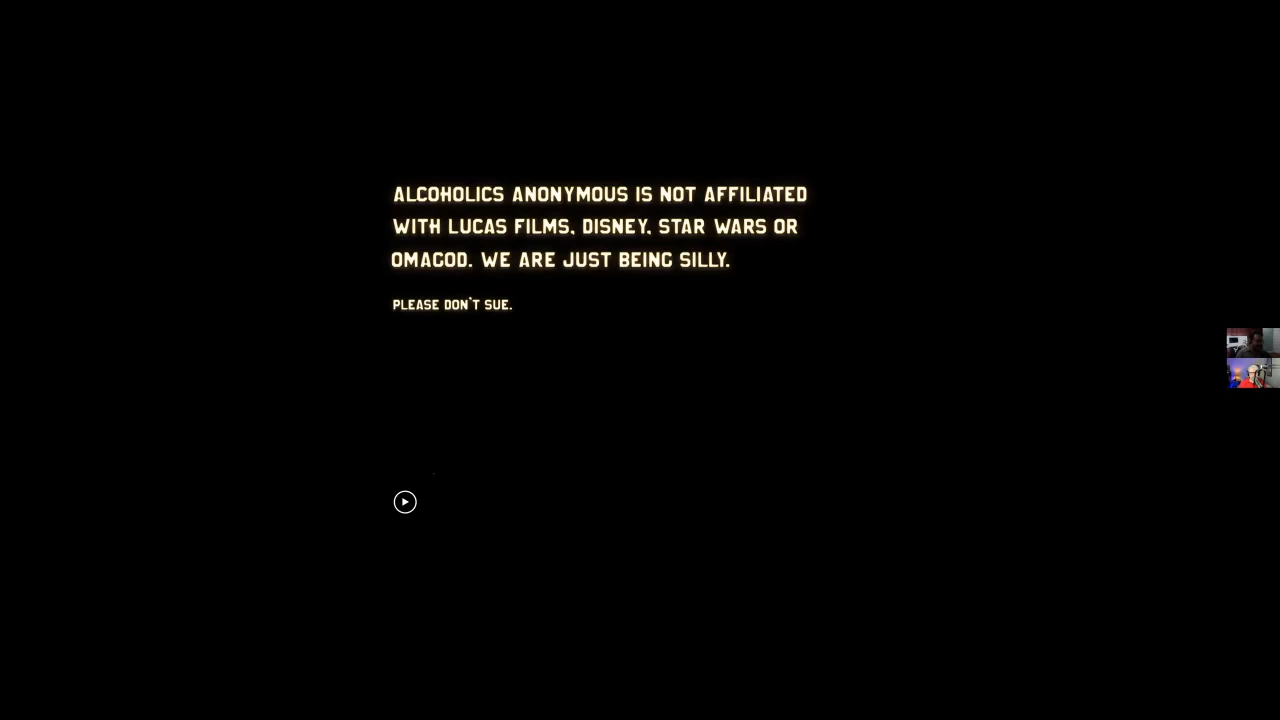 ALCOHOLICS ANONYMOUS IS NOT AFFILIATED
WITH LUCAS FILMS, DISNEY, STAR WARS OR
OMAGOD. WE ARE JUST BEING SILLY.
PLEASE DON'T SUE.